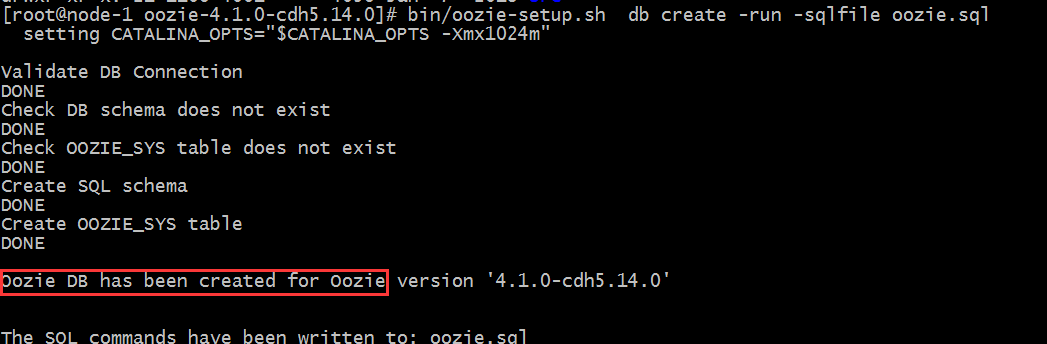 [root@node-1 oozie-4.1.0-cdh5.14.0]# bin/oozie-setup.sh  db create -run -sqlfile oozie.sql
  setting CATALINA_OPTS="$CATALINA_OPTS -Xmx1024m"
Validate DB Connection
DONE
Check DB schema does not exist
DONE
Check OOZIE_SYS table does not exist
DONE
Create SQL schema
DONE
Create OOZIE_SYS table
DONE
Oozie DB has been created for Oozie version '4.1.0-cdh5.14.0'
The SQL commands have been written to: oozie.sql